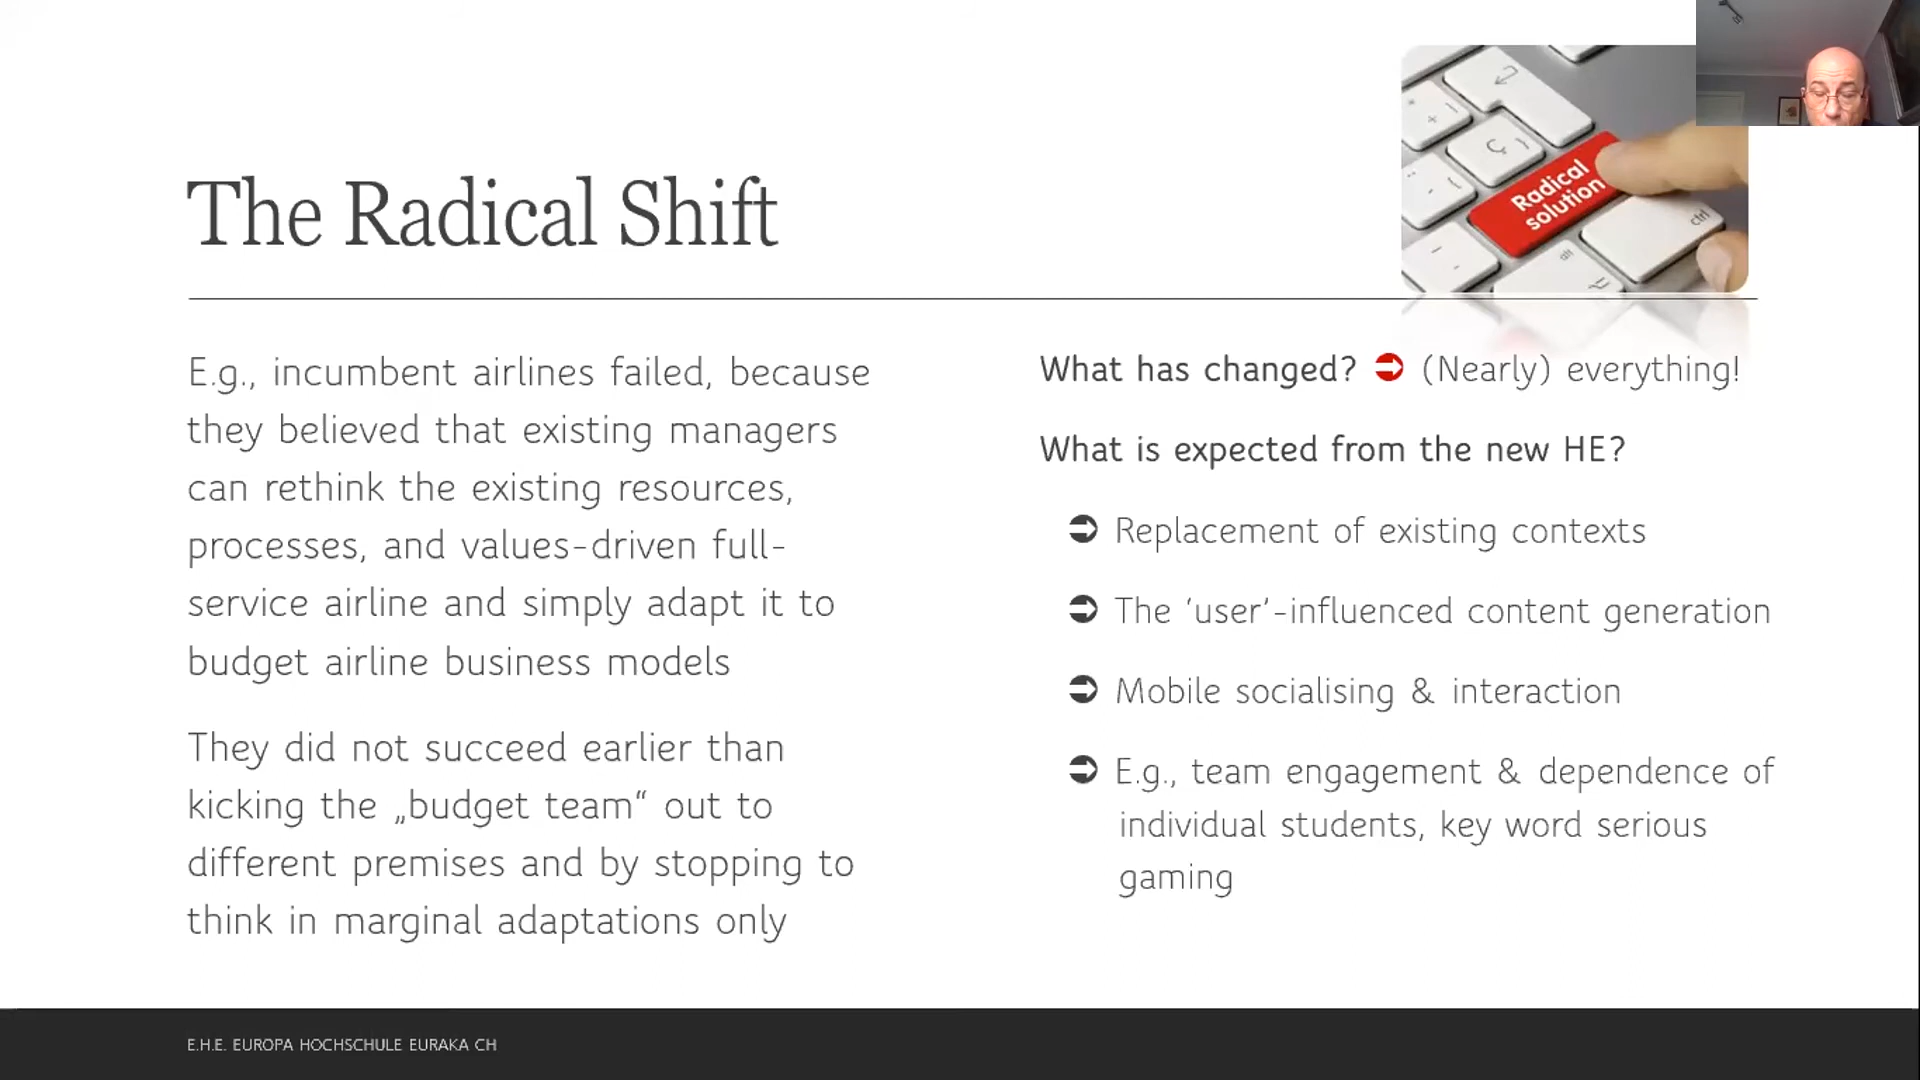 The Radical Shift
Radical
solution
ctrl
alt
E.g., incumbent airlines failed, because
they believed that existing managers
can rethink the existing resources,
processes, and values-driven full-
service airline and simply adapt it to
budget airline business models
They did not succeed earlier than
kicking the „budget team“ out to
different premises and by stopping to
think in marginal adaptations only
What has changed? ➲ (Nearly) everything!
What is expected from the new HE?
➲ Replacement of existing contexts
➲ The ‘user’-influenced content generation
➲ Mobile socialising & interaction
➲ E.g., team engagement & dependence of
individual students, key word serious
gaming
E.H.E. EUROPA HOCHSCHULE EURAKA CH